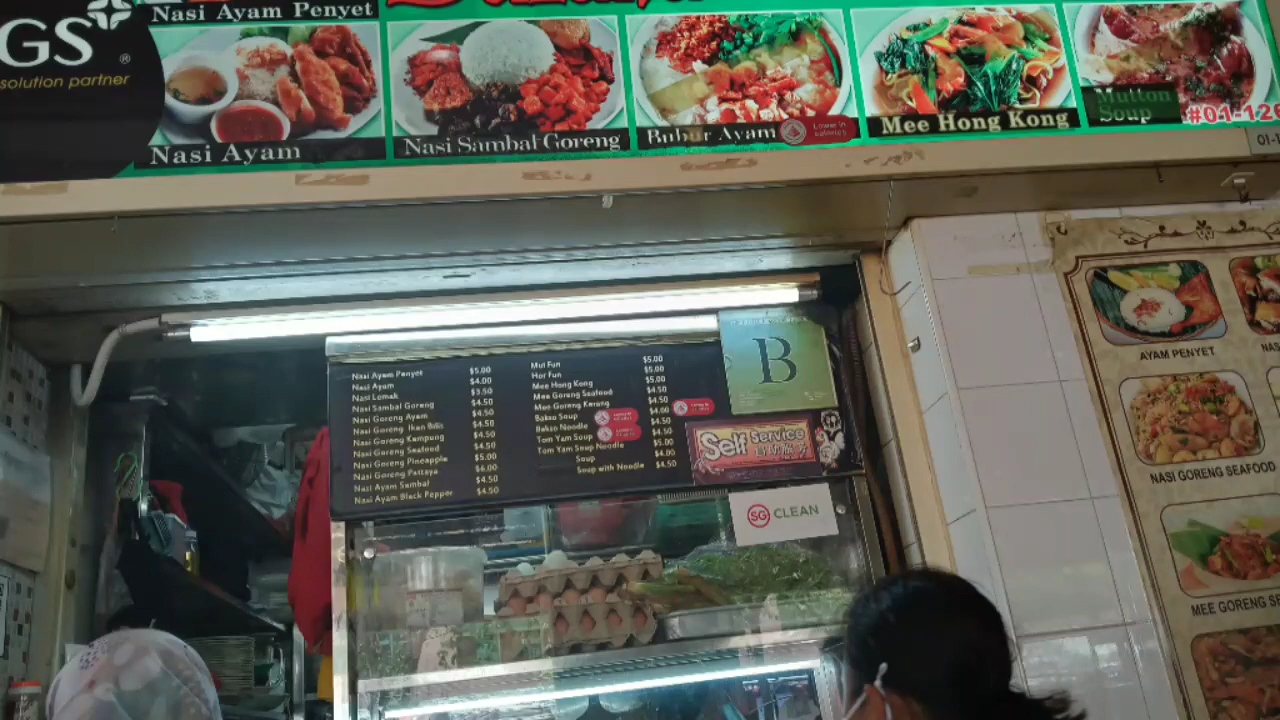 Nasi Ayam Penyet
GS®
solution partner
Nasi Ayam
Nasi Sambal Goreng
Bubur Ayam
Lower in calories
Mee Hong Kong
Mutton Soup
Nasi Ayam Penyet $5.00
Nasi Ayam $4.00
Nasi Lemak $3.50
Nasi Sambal Goreng $4.50
Nasi Goreng Ayam $4.50
Nasi Goreng Ikan Bilis $4.50
Nasi Goreng Kampung $4.50
Nasi Goreng Seafood $4.50
Nasi Goreng Pineapple $5.00
Nasi Goreng Pattaya $6.00
Nasi Ayam Sambal $4.50
Nasi Ayam Black Pepper $4.50
Mui Fun $5.00
Hor Fun $5.00
Mee Hong Kong $5.00
Mee Goreng Seafood $4.50
Mee Goreng Kerang $4.50
Bakso Soup $4.00
Bakso Noodle $4.50
Tom Yam Soup $4.50
Tom Yam Soup Noodle $5.00
Soup $4.00
Soup with Noodle $4.50
B
Self Service
SG CLEAN
AYAM PENYET
NASI GORENG SEAFOOD
MEE GORENG